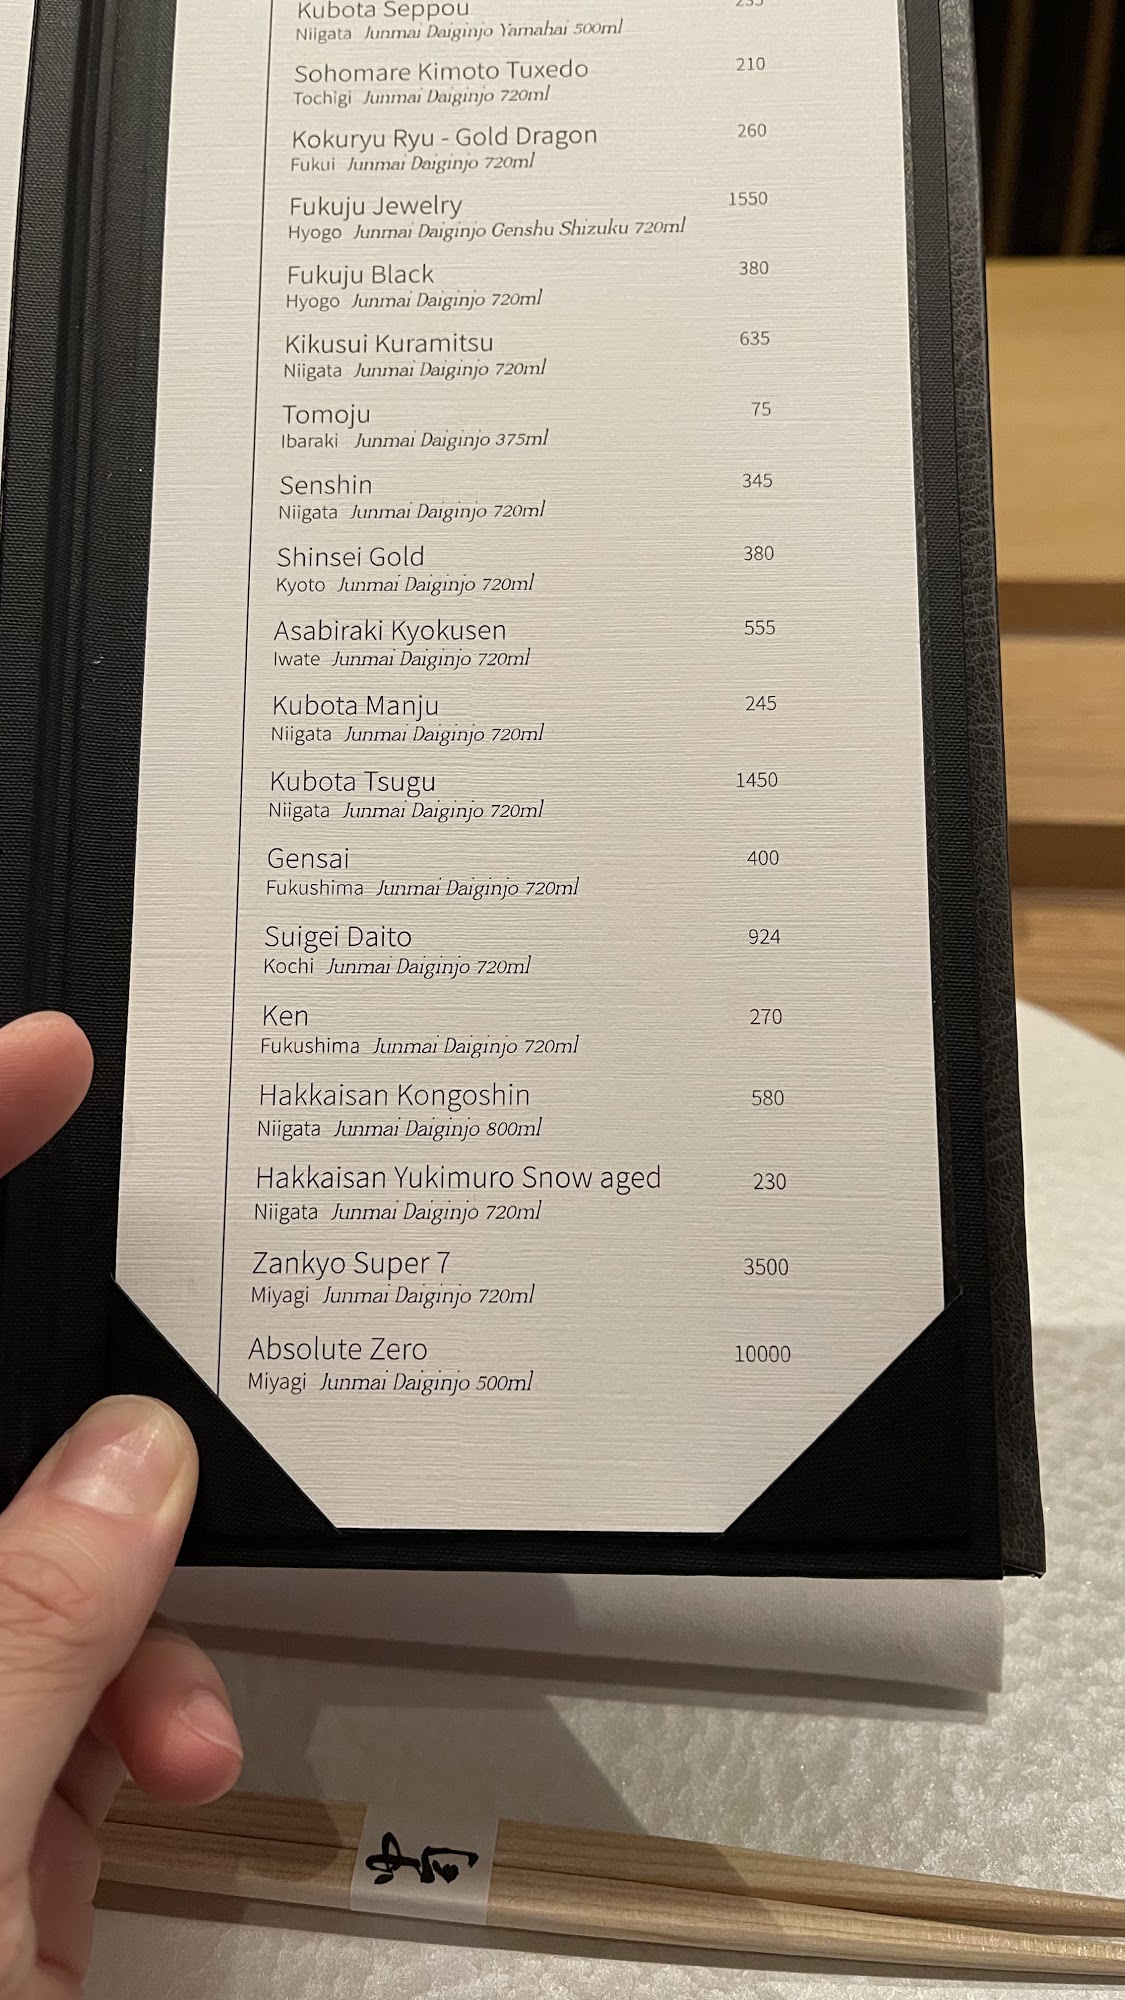 Kubota Seppou
Niigata Junmai Daiginjo Yamahai 500ml
Sohomare Kimoto Tuxedo 210
Tochigi Junmai Daiginjo 720ml
Kokuryu Ryu - Gold Dragon 260
Fukui Junmai Daiginjo 720ml
Fukuju Jewelry 1550
Hyogo Junmai Daiginjo Genshu Shizuku 720ml
Fukuju Black 380
Hyogo Junmai Daiginjo 720ml
Kikusui Kuramitsu 635
Niigata Junmai Daiginjo 720ml
Tomoju 75
Ibaraki Junmai Daiginjo 375ml
Senshin 345
Niigata Junmai Daiginjo 720ml
Shinsei Gold 380
Kyoto Junmai Daiginjo 720ml
Asabiraki Kyokusen 555
Iwate Junmai Daiginjo 720ml
Kubota Manju 245
Niigata Junmai Daiginjo 720ml
Kubota Tsugu 1450
Niigata Junmai Daiginjo 720ml
Gensai 400
Fukushima Junmai Daiginjo 720ml
Suigei Daito 924
Kochi Junmai Daiginjo 720ml
Ken 270
Fukushima Junmai Daiginjo 720ml
Hakkaisan Kongoshin 580
Niigata Junmai Daiginjo 800ml
Hakkaisan Yukimuro Snow aged 230
Niigata Junmai Daiginjo 720ml
Zankyo Super 7 3500
Miyagi Junmai Daiginjo 720ml
Absolute Zero 10000
Miyagi Junmai Daiginjo 500ml